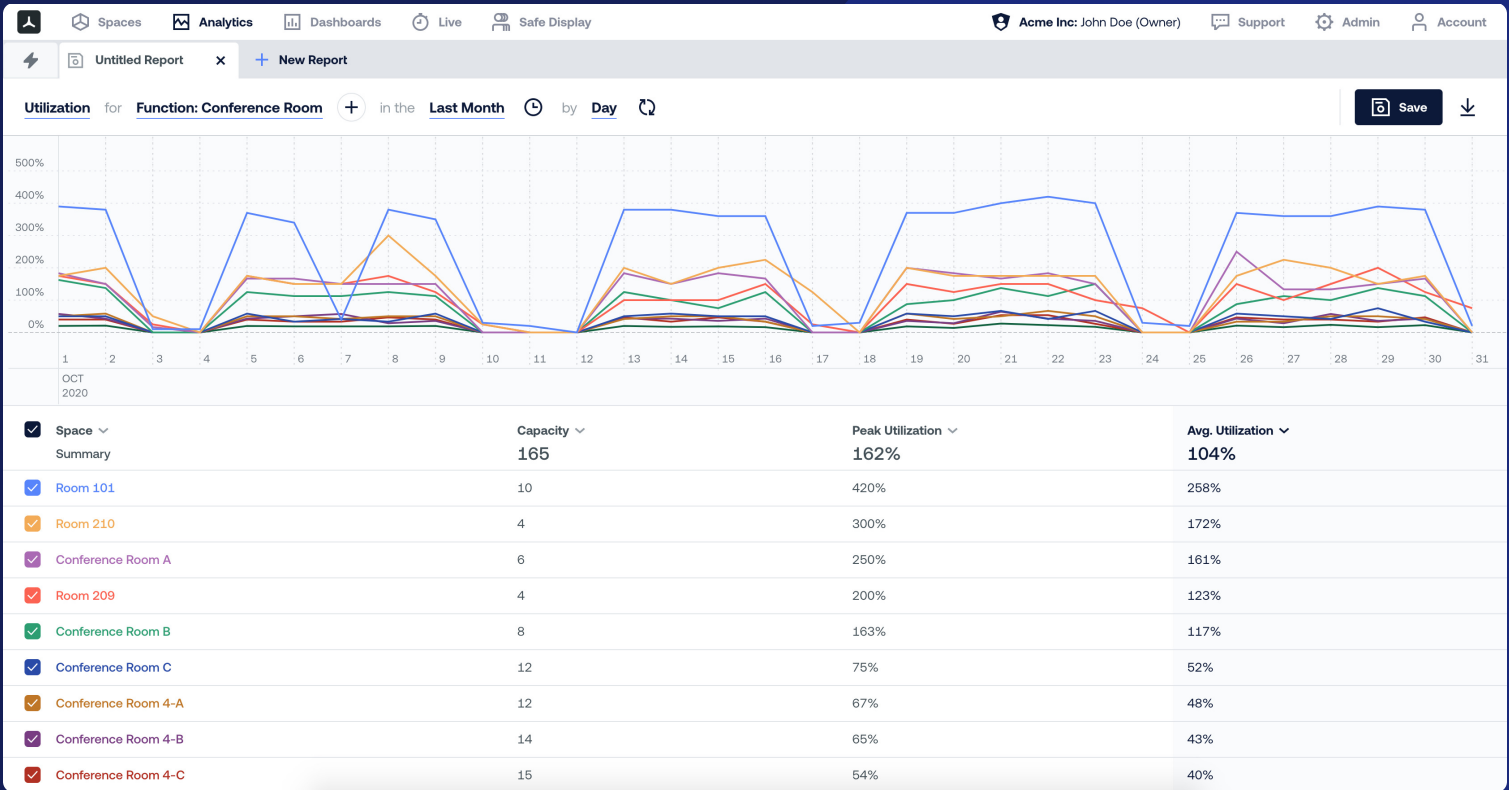 Spaces Analytics Dashboards Live Safe Display Acme Inc: John Doe (Owner) Support Admin Account
Untitled Report New Report
Utilization for Function: Conference Room in the Last Month by Day Save
500%
400%
300%
200%
100%
0%
1 2 3 4 5 6 7 8 9 10 11 12 13 14 15 16 17 18 19 20 21 22 23 24 25 26 27 28 29 30 31
OCT
2020
Space Capacity Peak Utilization Avg. Utilization
Summary 165 162% 104%
Room 101 10 420% 258%
Room 210 4 300% 172%
Conference Room A 6 250% 161%
Room 209 4 200% 123%
Conference Room B 8 163% 117%
Conference Room C 12 75% 52%
Conference Room 4-A 12 67% 48%
Conference Room 4-B 14 65% 43%
Conference Room 4-C 15 54% 40%